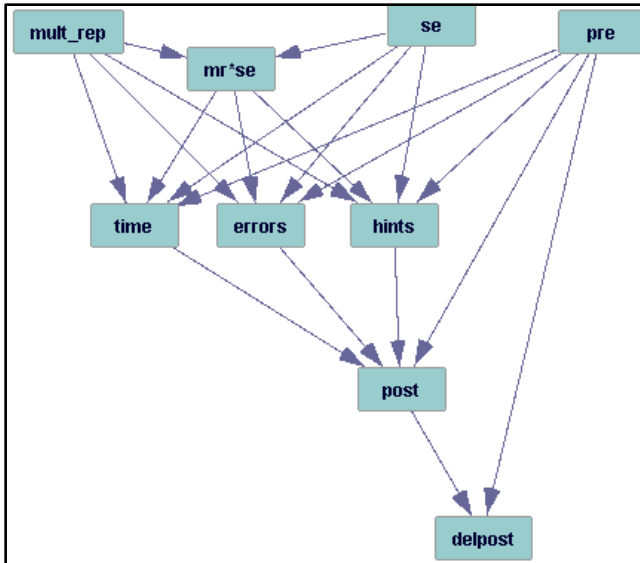 mult_rep
se
pre
mr*se
time
errors
hints
post
delpost